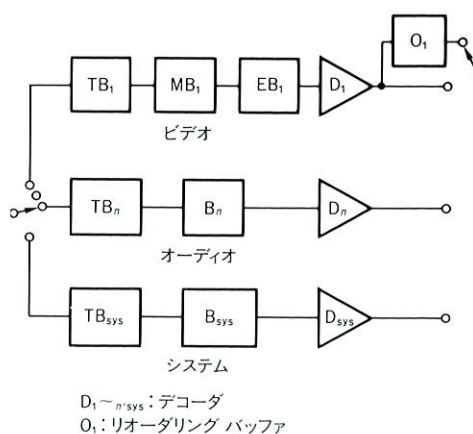 TB₁ MB₁ EB₁ D₁ O₁
ビデオ
TBₙ Bₙ Dₙ
オーディオ
TBsys Bsys Dsys
システム
D₁～ₙ·sys：デコーダ
O₁：リオーダリング バッファ